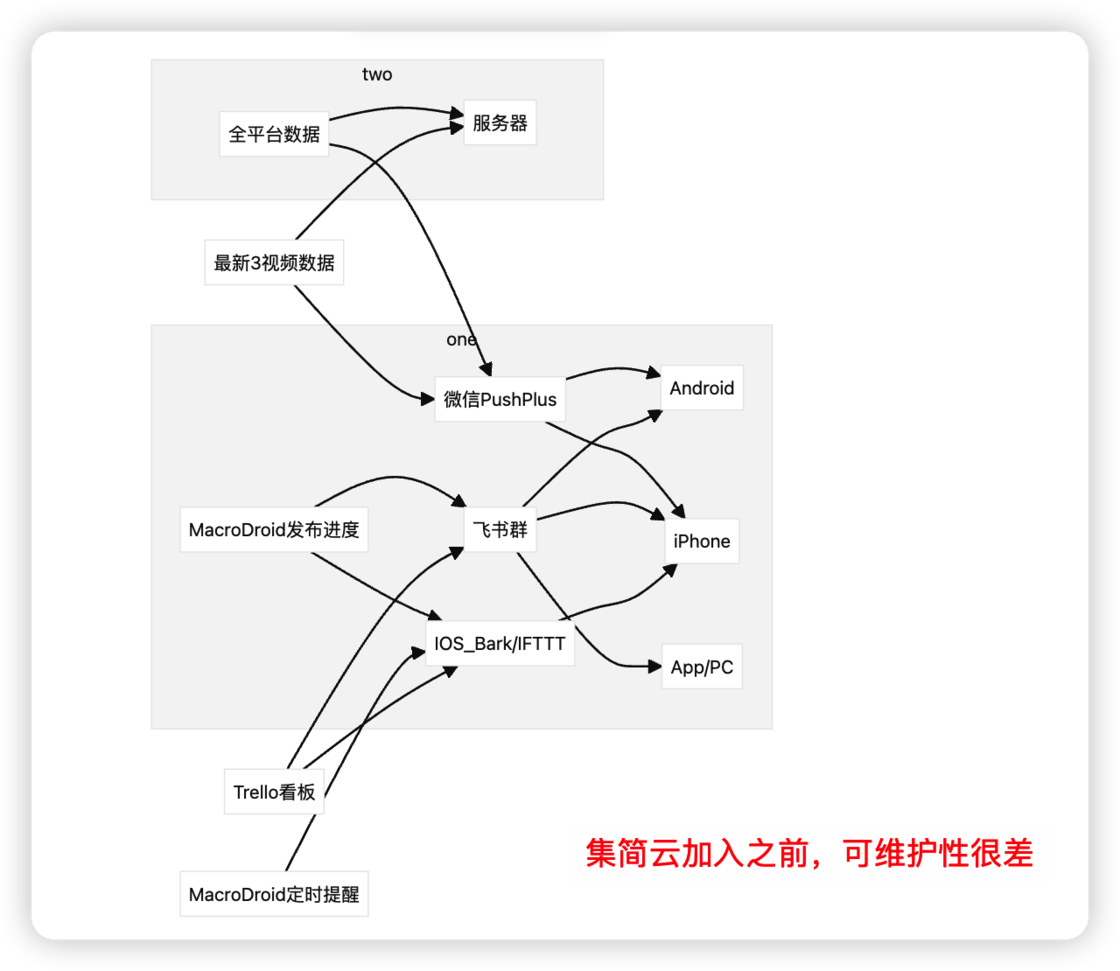 two
全平台数据
服务器
最新3视频数据
one
微信PushPlus
Android
MacroDroid发布进度
飞书群
iPhone
IOS_Bark/IFTTT
App/PC
Trello看板
集简云加入之前，可维护性很差
MacroDroid定时提醒